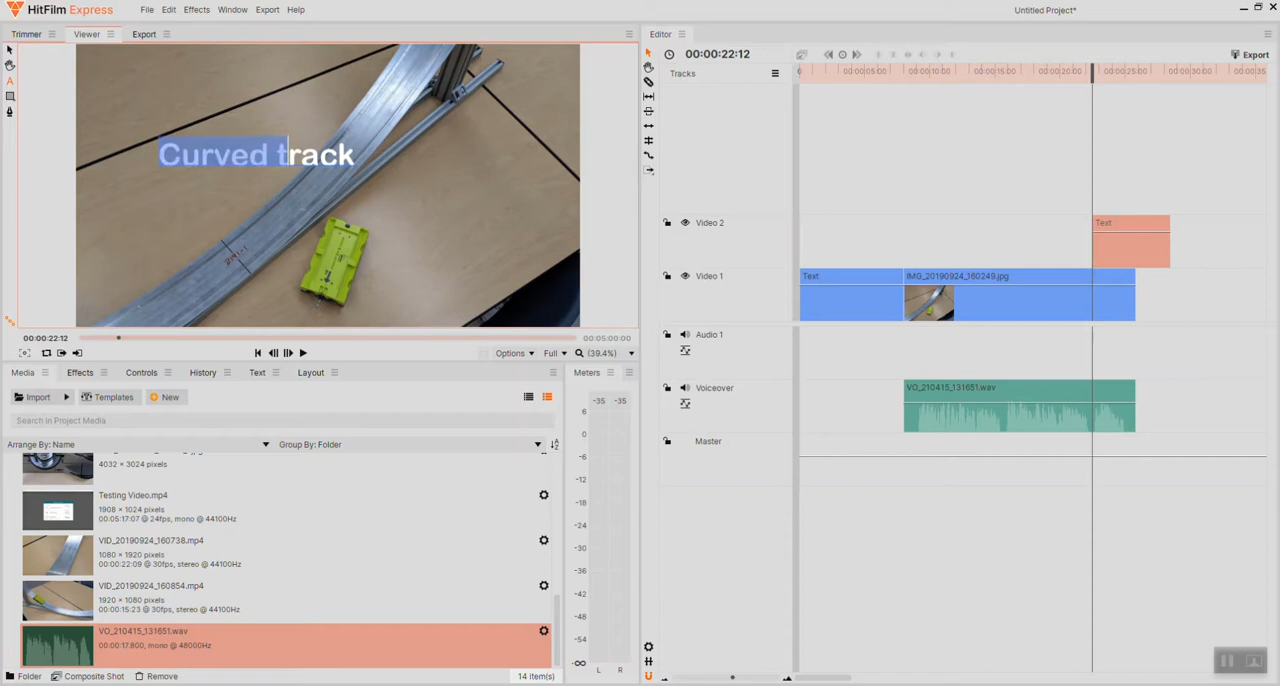 HitFilm Express
File Edit Effects Window Export Help
Untitled Project*
Trimmer Viewer Export
Editor
00:00:22:12
Export
Tracks
0 00:00:05:00 00:00:10:00 00:00:15:00 00:00:20:00 00:00:25:00 00:00:30:00 00:00:35
Curved track
Video 2
Text
Video 1
Text
IMG_20190924_160249.jpg
Audio 1
Voiceover
VO_210415_131651.wav
Master
00:00:22:12
00:05:00:00
Options Full (39.4%)
Media Effects Controls History Text Layout
Meters
Import Templates New
Search in Project Media
Arrange By: Name
Group By: Folder
4032 × 3024 pixels
Testing Video.mp4
1908 × 1024 pixels
00:05:17:07 @ 24fps, mono @ 44100Hz
VID_20190924_160738.mp4
1080 × 1920 pixels
00:00:22:09 @ 30fps, stereo @ 44100Hz
VID_20190924_160854.mp4
1920 × 1080 pixels
00:00:15:23 @ 30fps, stereo @ 44100Hz
VO_210415_131651.wav
00:00:17.800, mono @ 48000Hz
Folder Composite Shot Remove
14 item(s)
-35 -35
6
0
-6
-12
-18
-24
-30
-36
-42
-48
-54
-∞
L R